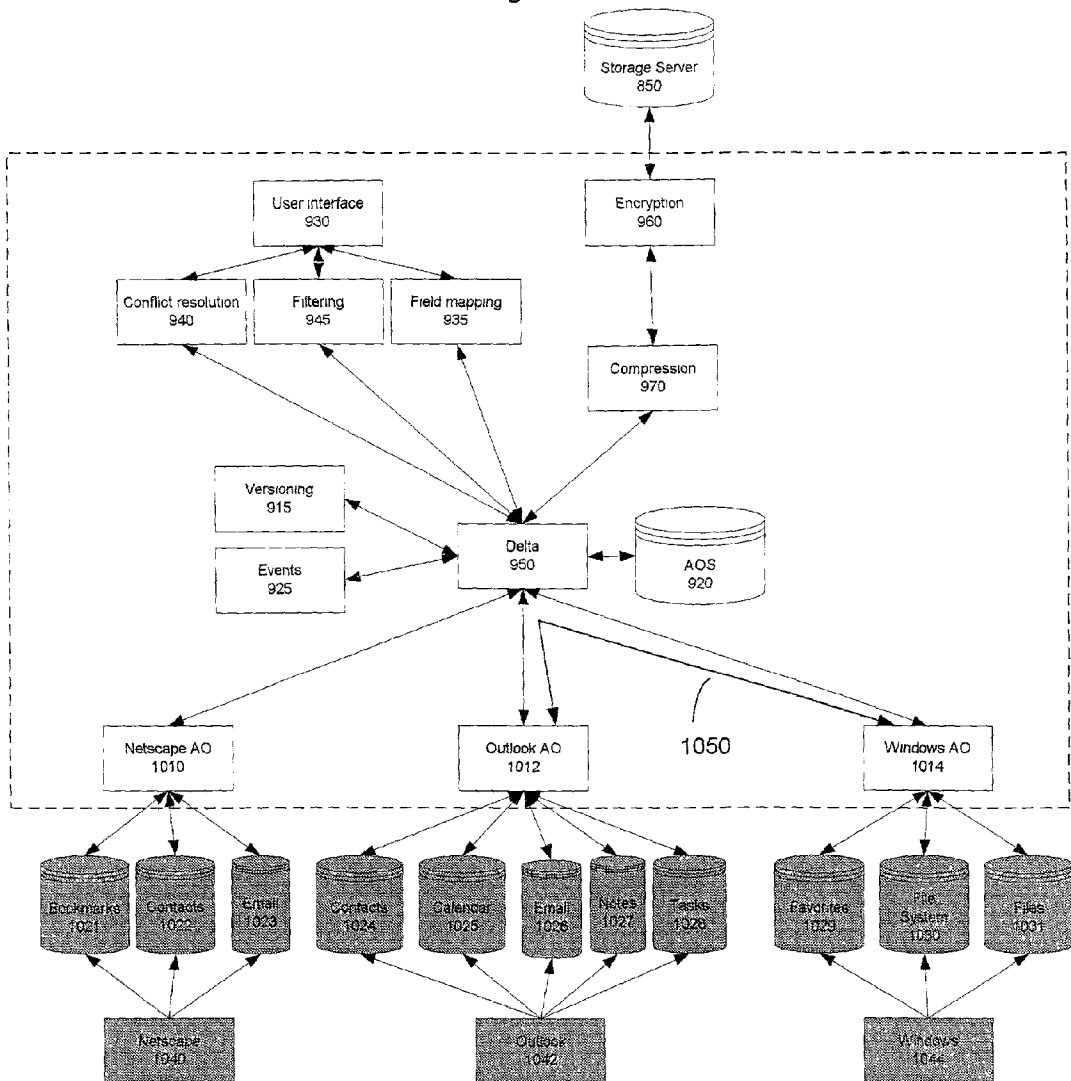 Storage Server
850
User interface
930
Encryption
960
Conflict resolution
940
Filtering
945
Field mapping
935
Compression
970
Versioning
915
Events
925
Delta
950
AOS
920
1050
Netscape AO
1010
Outlook AO
1012
Windows AO
1014
Bookmarks
1021
Contacts
1022
Email
1023
Contacts
1024
Calendar
1025
Email
1026
Notes
1027
Tasks
1028
Favorites
1029
File
System
1030
Files
1031
Netscape
1040
Outlook
1042
Windows
1044